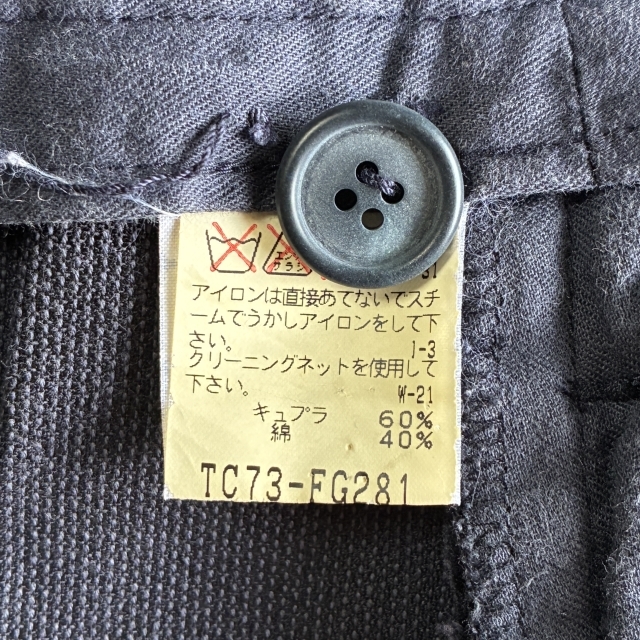 エンソ
アイロンは直接あてないでスチ
ームでうかしアイロンをして下
さい。 I-3
クリーニングネットを使用して
下さい。 W-21
キュプラ 60%
綿 40%
TC73-FG281